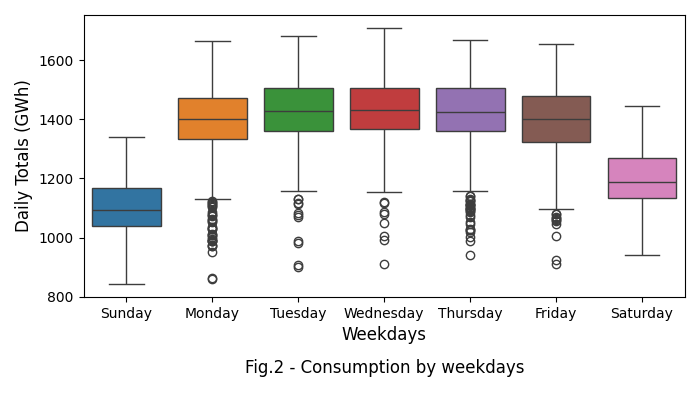 Daily Totals (GWh)
1600
1400
1200
1000
800
Sunday Monday Tuesday Wednesday Thursday Friday Saturday
Weekdays
Fig.2 - Consumption by weekdays